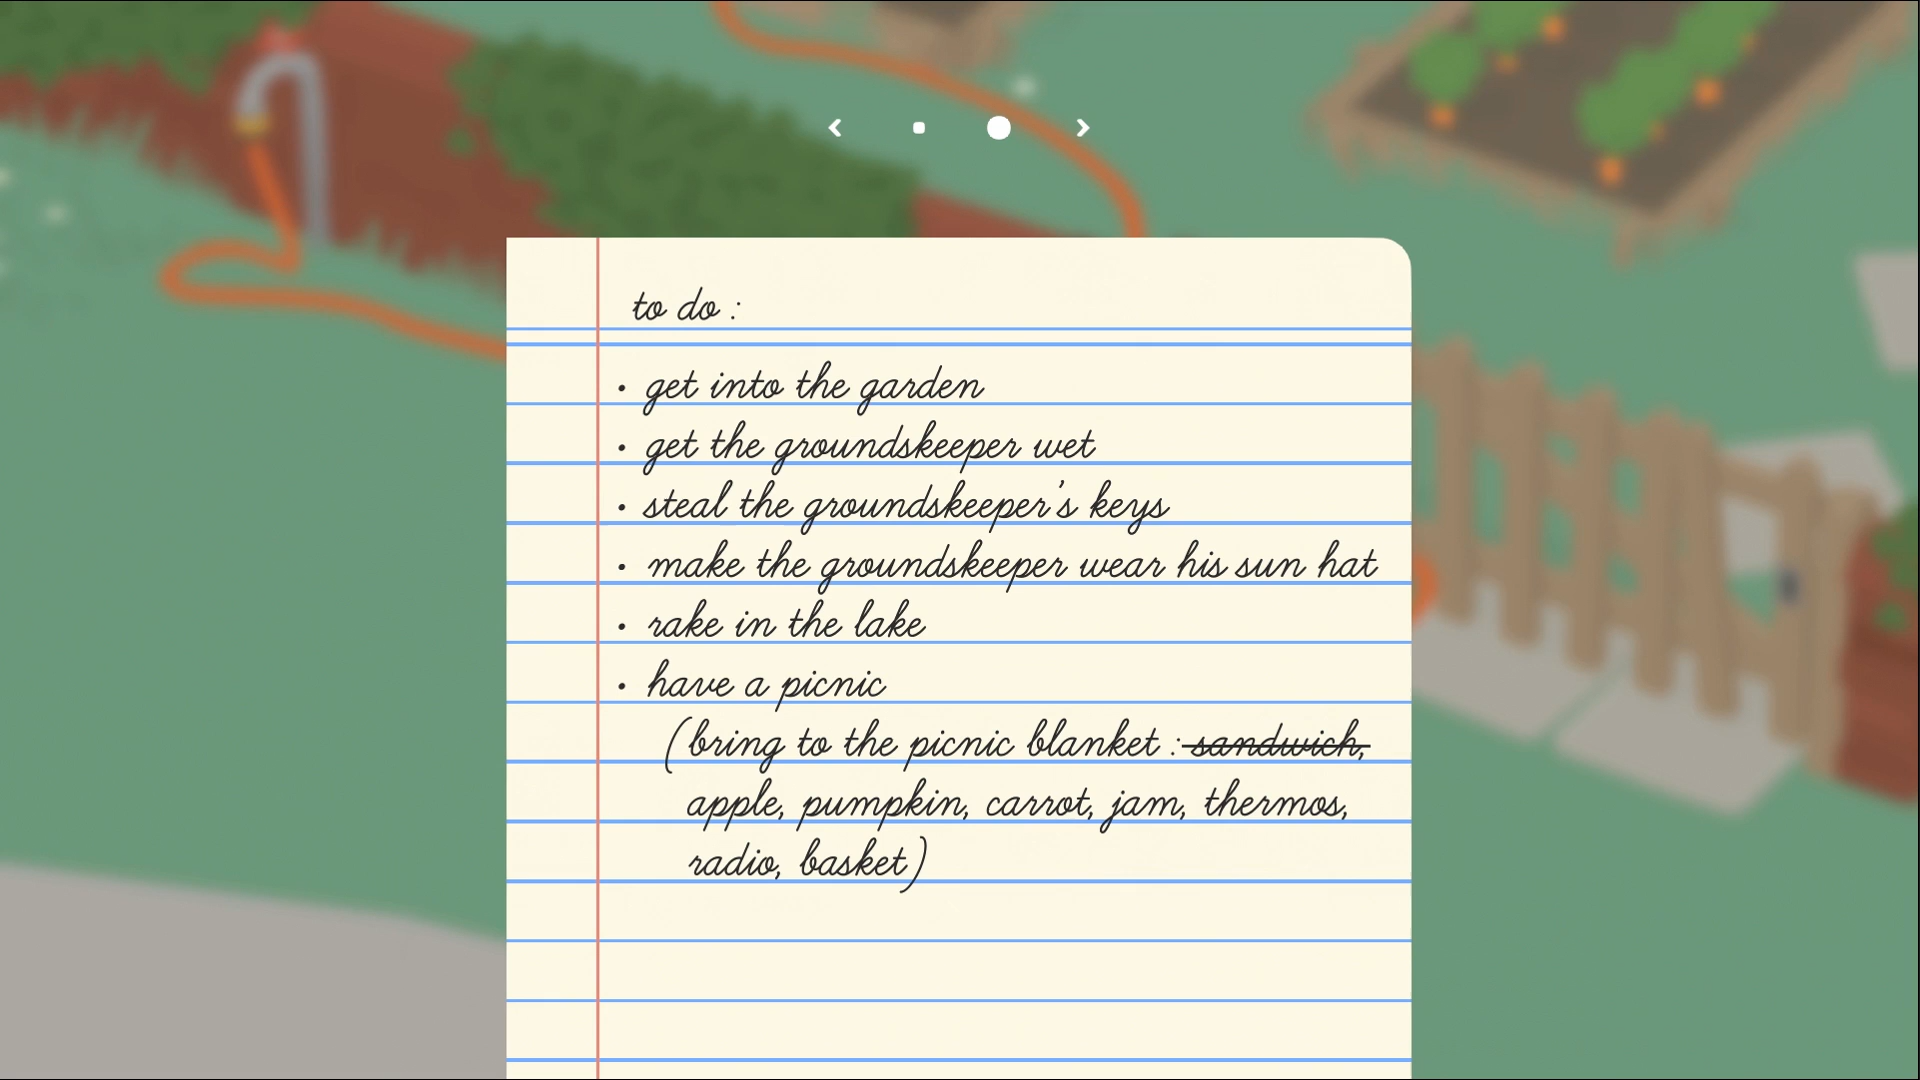 to do :
• get into the garden
• get the groundskeeper wet
• steal the groundskeeper's keys
• make the groundskeeper wear his sun hat
• rake in the lake
• have a picnic
(bring to the picnic blanket : sandwich,
apple, pumpkin, carrot, jam, thermos,
radio, basket)